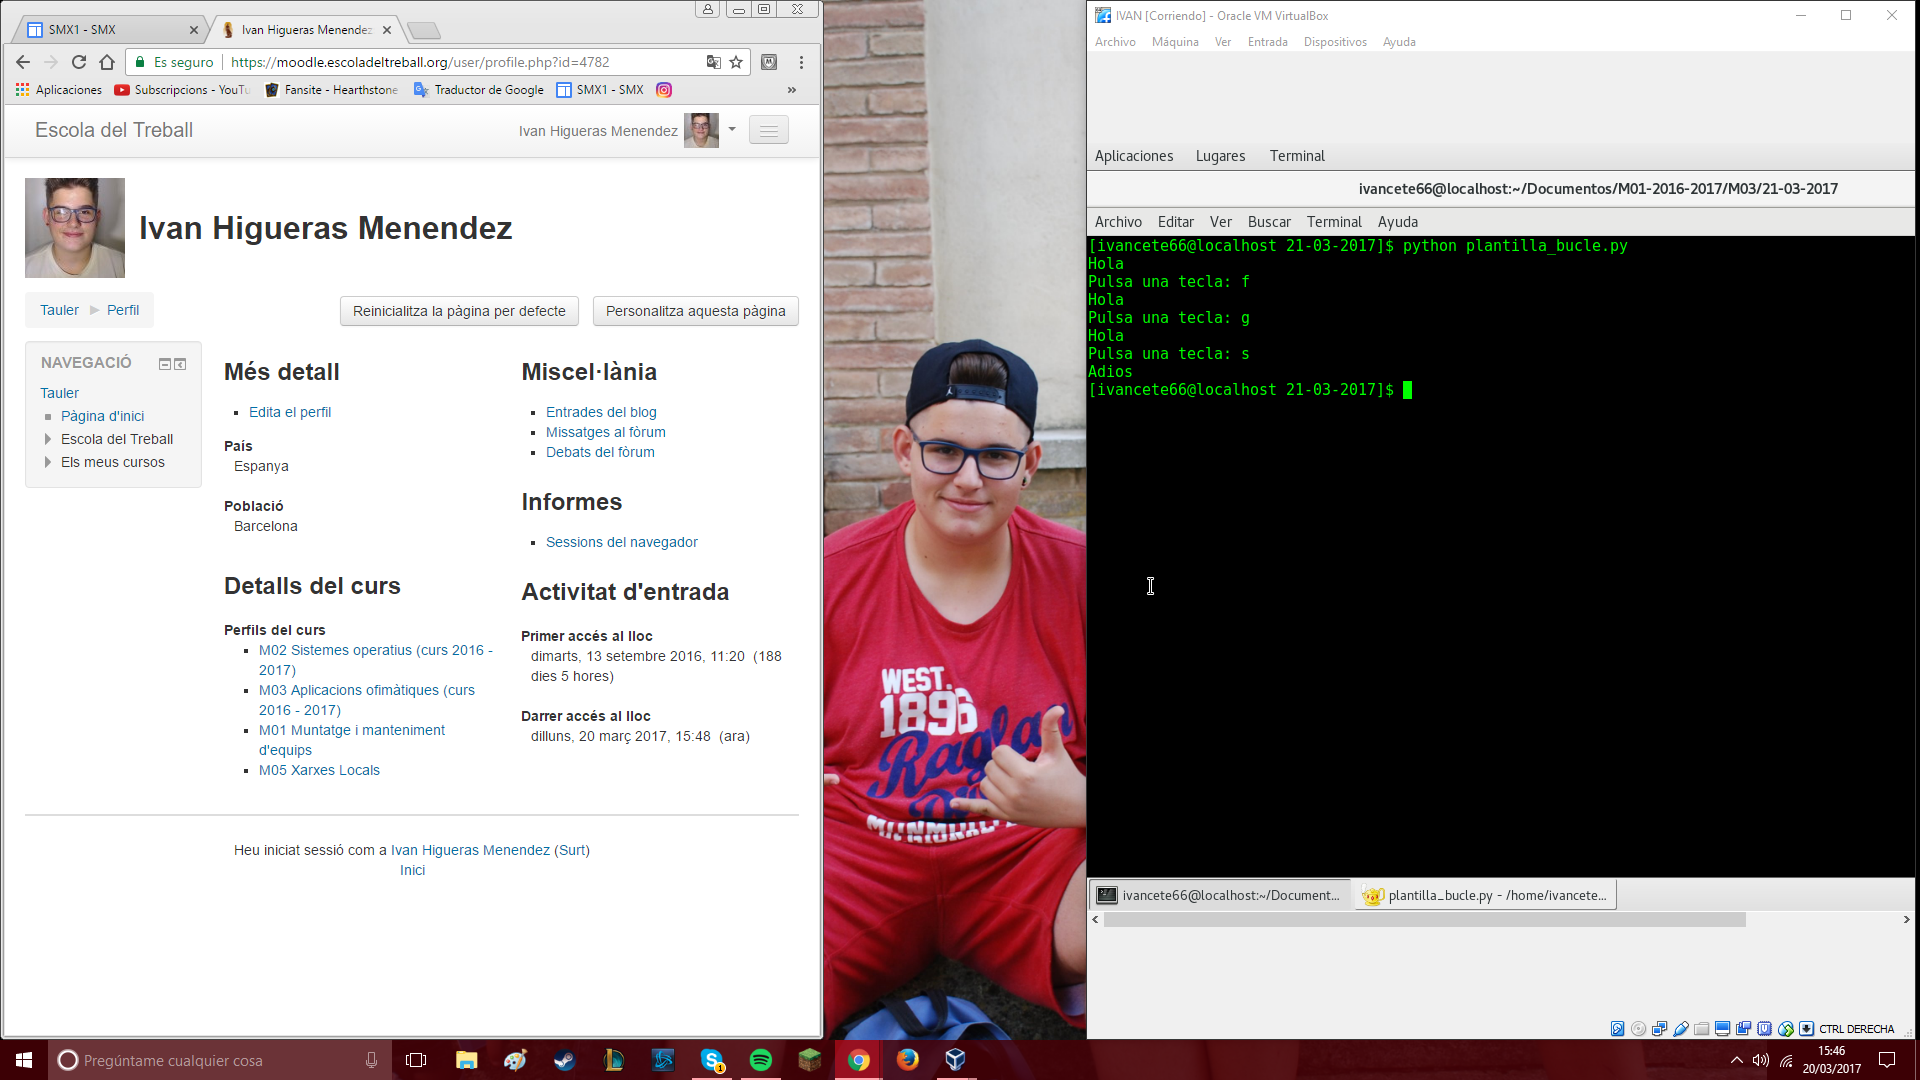 SMX1 - SMX
Ivan Higueras Menendez
Es seguro
https://moodle.escoladeltreball.org/user/profile.php?id=4782
Aplicaciones
Subscripcions - YouTu
Fansite - Hearthstone
Traductor de Google
SMX1 - SMX
»
Escola del Treball
Ivan Higueras Menendez
Ivan Higueras Menendez
Tauler
Perfil
Reinicialitza la pàgina per defecte
Personalitza aquesta pàgina
NAVEGACIÓ
Tauler
Pàgina d'inici
Escola del Treball
Els meus cursos
Més detall
Edita el perfil
País
Espanya
Població
Barcelona
Detalls del curs
Perfils del curs
M02 Sistemes operatius (curs 2016 -
2017)
M03 Aplicacions ofimàtiques (curs
2016 - 2017)
M01 Muntatge i manteniment
d'equips
M05 Xarxes Locals
Miscel·lània
Entrades del blog
Missatges al fòrum
Debats del fòrum
Informes
Sessions del navegador
Activitat d'entrada
Primer accés al lloc
dimarts, 13 setembre 2016, 11:20 (188
dies 5 hores)
Darrer accés al lloc
dilluns, 20 març 2017, 15:48 (ara)
Heu iniciat sessió com a Ivan Higueras Menendez (Surt)
Inici
WEST.
1896
Raglan
IVAN [Corriendo] - Oracle VM VirtualBox
Archivo Máquina Ver Entrada Dispositivos Ayuda
Aplicaciones Lugares Terminal
ivancete66@localhost:~/Documentos/M01-2016-2017/M03/21-03-2017
Archivo Editar Ver Buscar Terminal Ayuda
[ivancete66@localhost 21-03-2017]$ python plantilla_bucle.py
Hola
Pulsa una tecla: f
Hola
Pulsa una tecla: g
Hola
Pulsa una tecla: s
Adios
[ivancete66@localhost 21-03-2017]$
ivancete66@localhost:~/Document...
plantilla_bucle.py - /home/ivancete...
CTRL DERECHA
Pregúntame cualquier cosa
1
15:46
20/03/2017